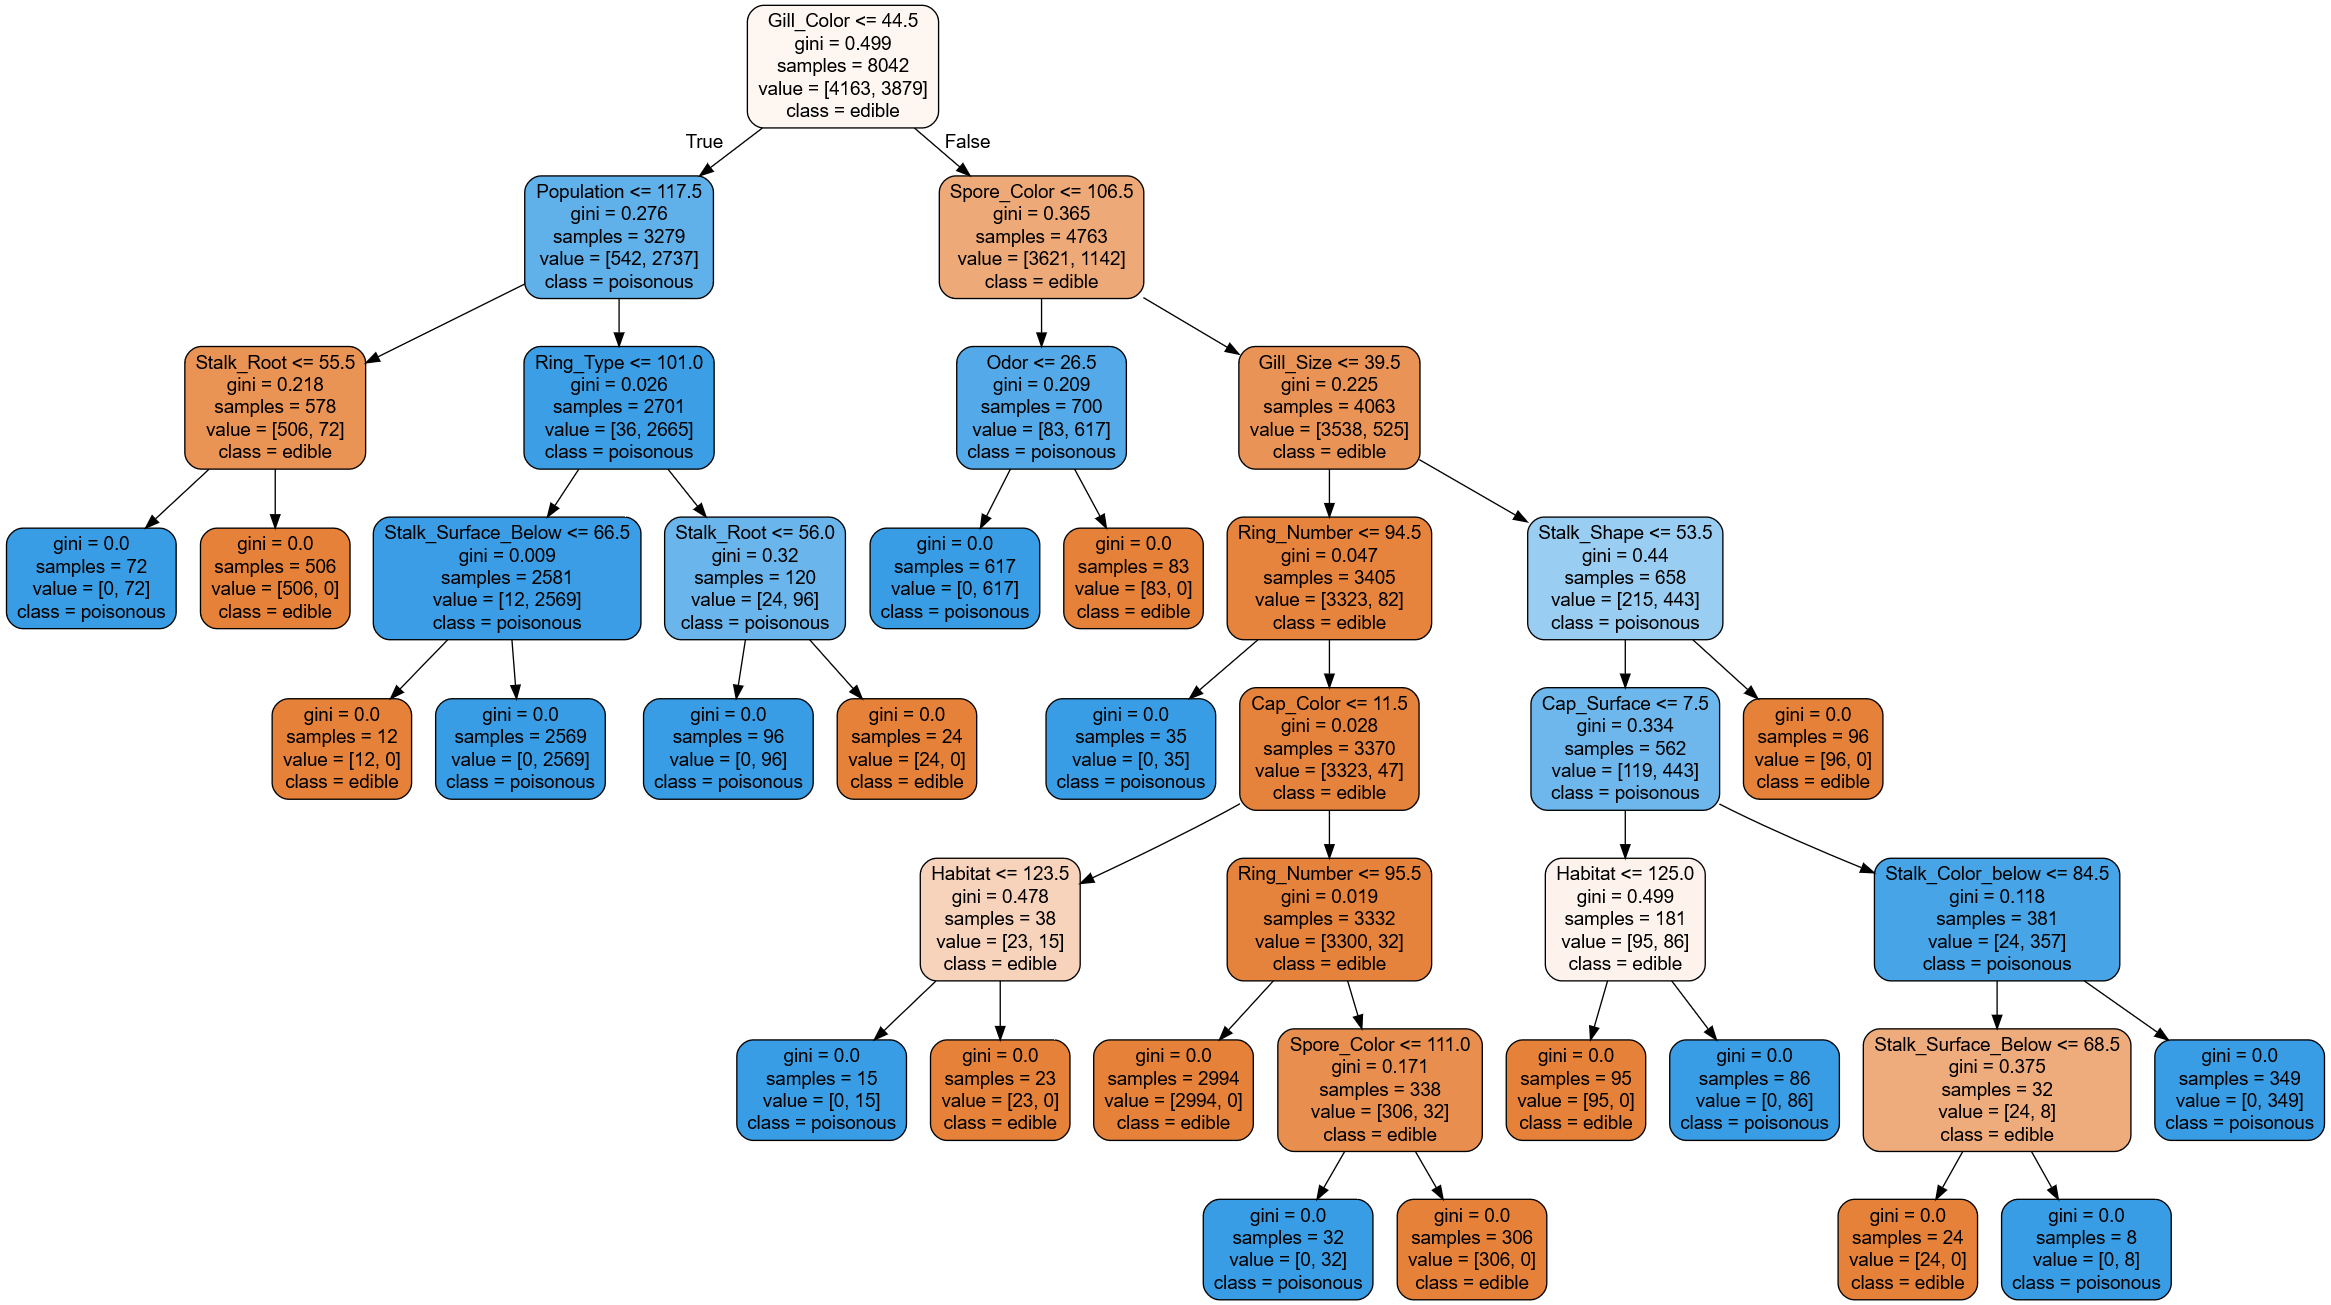 Gill_Color <= 44.5
gini = 0.499
samples = 8042
value = [4163, 3879]
class = edible
True
False
Population <= 117.5
gini = 0.276
samples = 3279
value = [542, 2737]
class = poisonous
Spore_Color <= 106.5
gini = 0.365
samples = 4763
value = [3621, 1142]
class = edible
Stalk_Root <= 55.5
gini = 0.218
samples = 578
value = [506, 72]
class = edible
Ring_Type <= 101.0
gini = 0.026
samples = 2701
value = [36, 2665]
class = poisonous
Odor <= 26.5
gini = 0.209
samples = 700
value = [83, 617]
class = poisonous
Gill_Size <= 39.5
gini = 0.225
samples = 4063
value = [3538, 525]
class = edible
gini = 0.0
samples = 72
value = [0, 72]
class = poisonous
gini = 0.0
samples = 506
value = [506, 0]
class = edible
Stalk_Surface_Below <= 66.5
gini = 0.009
samples = 2581
value = [12, 2569]
class = poisonous
Stalk_Root <= 56.0
gini = 0.32
samples = 120
value = [24, 96]
class = poisonous
gini = 0.0
samples = 617
value = [0, 617]
class = poisonous
gini = 0.0
samples = 83
value = [83, 0]
class = edible
Ring_Number <= 94.5
gini = 0.047
samples = 3405
value = [3323, 82]
class = edible
Stalk_Shape <= 53.5
gini = 0.44
samples = 658
value = [215, 443]
class = poisonous
gini = 0.0
samples = 12
value = [12, 0]
class = edible
gini = 0.0
samples = 2569
value = [0, 2569]
class = poisonous
gini = 0.0
samples = 96
value = [0, 96]
class = poisonous
gini = 0.0
samples = 24
value = [24, 0]
class = edible
gini = 0.0
samples = 35
value = [0, 35]
class = poisonous
Cap_Color <= 11.5
gini = 0.028
samples = 3370
value = [3323, 47]
class = edible
Cap_Surface <= 7.5
gini = 0.334
samples = 562
value = [119, 443]
class = poisonous
gini = 0.0
samples = 96
value = [96, 0]
class = edible
Habitat <= 123.5
gini = 0.478
samples = 38
value = [23, 15]
class = edible
Ring_Number <= 95.5
gini = 0.019
samples = 3332
value = [3300, 32]
class = edible
Habitat <= 125.0
gini = 0.499
samples = 181
value = [95, 86]
class = edible
Stalk_Color_below <= 84.5
gini = 0.118
samples = 381
value = [24, 357]
class = poisonous
gini = 0.0
samples = 15
value = [0, 15]
class = poisonous
gini = 0.0
samples = 23
value = [23, 0]
class = edible
gini = 0.0
samples = 2994
value = [2994, 0]
class = edible
Spore_Color <= 111.0
gini = 0.171
samples = 338
value = [306, 32]
class = edible
gini = 0.0
samples = 95
value = [95, 0]
class = edible
gini = 0.0
samples = 86
value = [0, 86]
class = poisonous
Stalk_Surface_Below <= 68.5
gini = 0.375
samples = 32
value = [24, 8]
class = edible
gini = 0.0
samples = 349
value = [0, 349]
class = poisonous
gini = 0.0
samples = 32
value = [0, 32]
class = poisonous
gini = 0.0
samples = 306
value = [306, 0]
class = edible
gini = 0.0
samples = 24
value = [24, 0]
class = edible
gini = 0.0
samples = 8
value = [0, 8]
class = poisonous